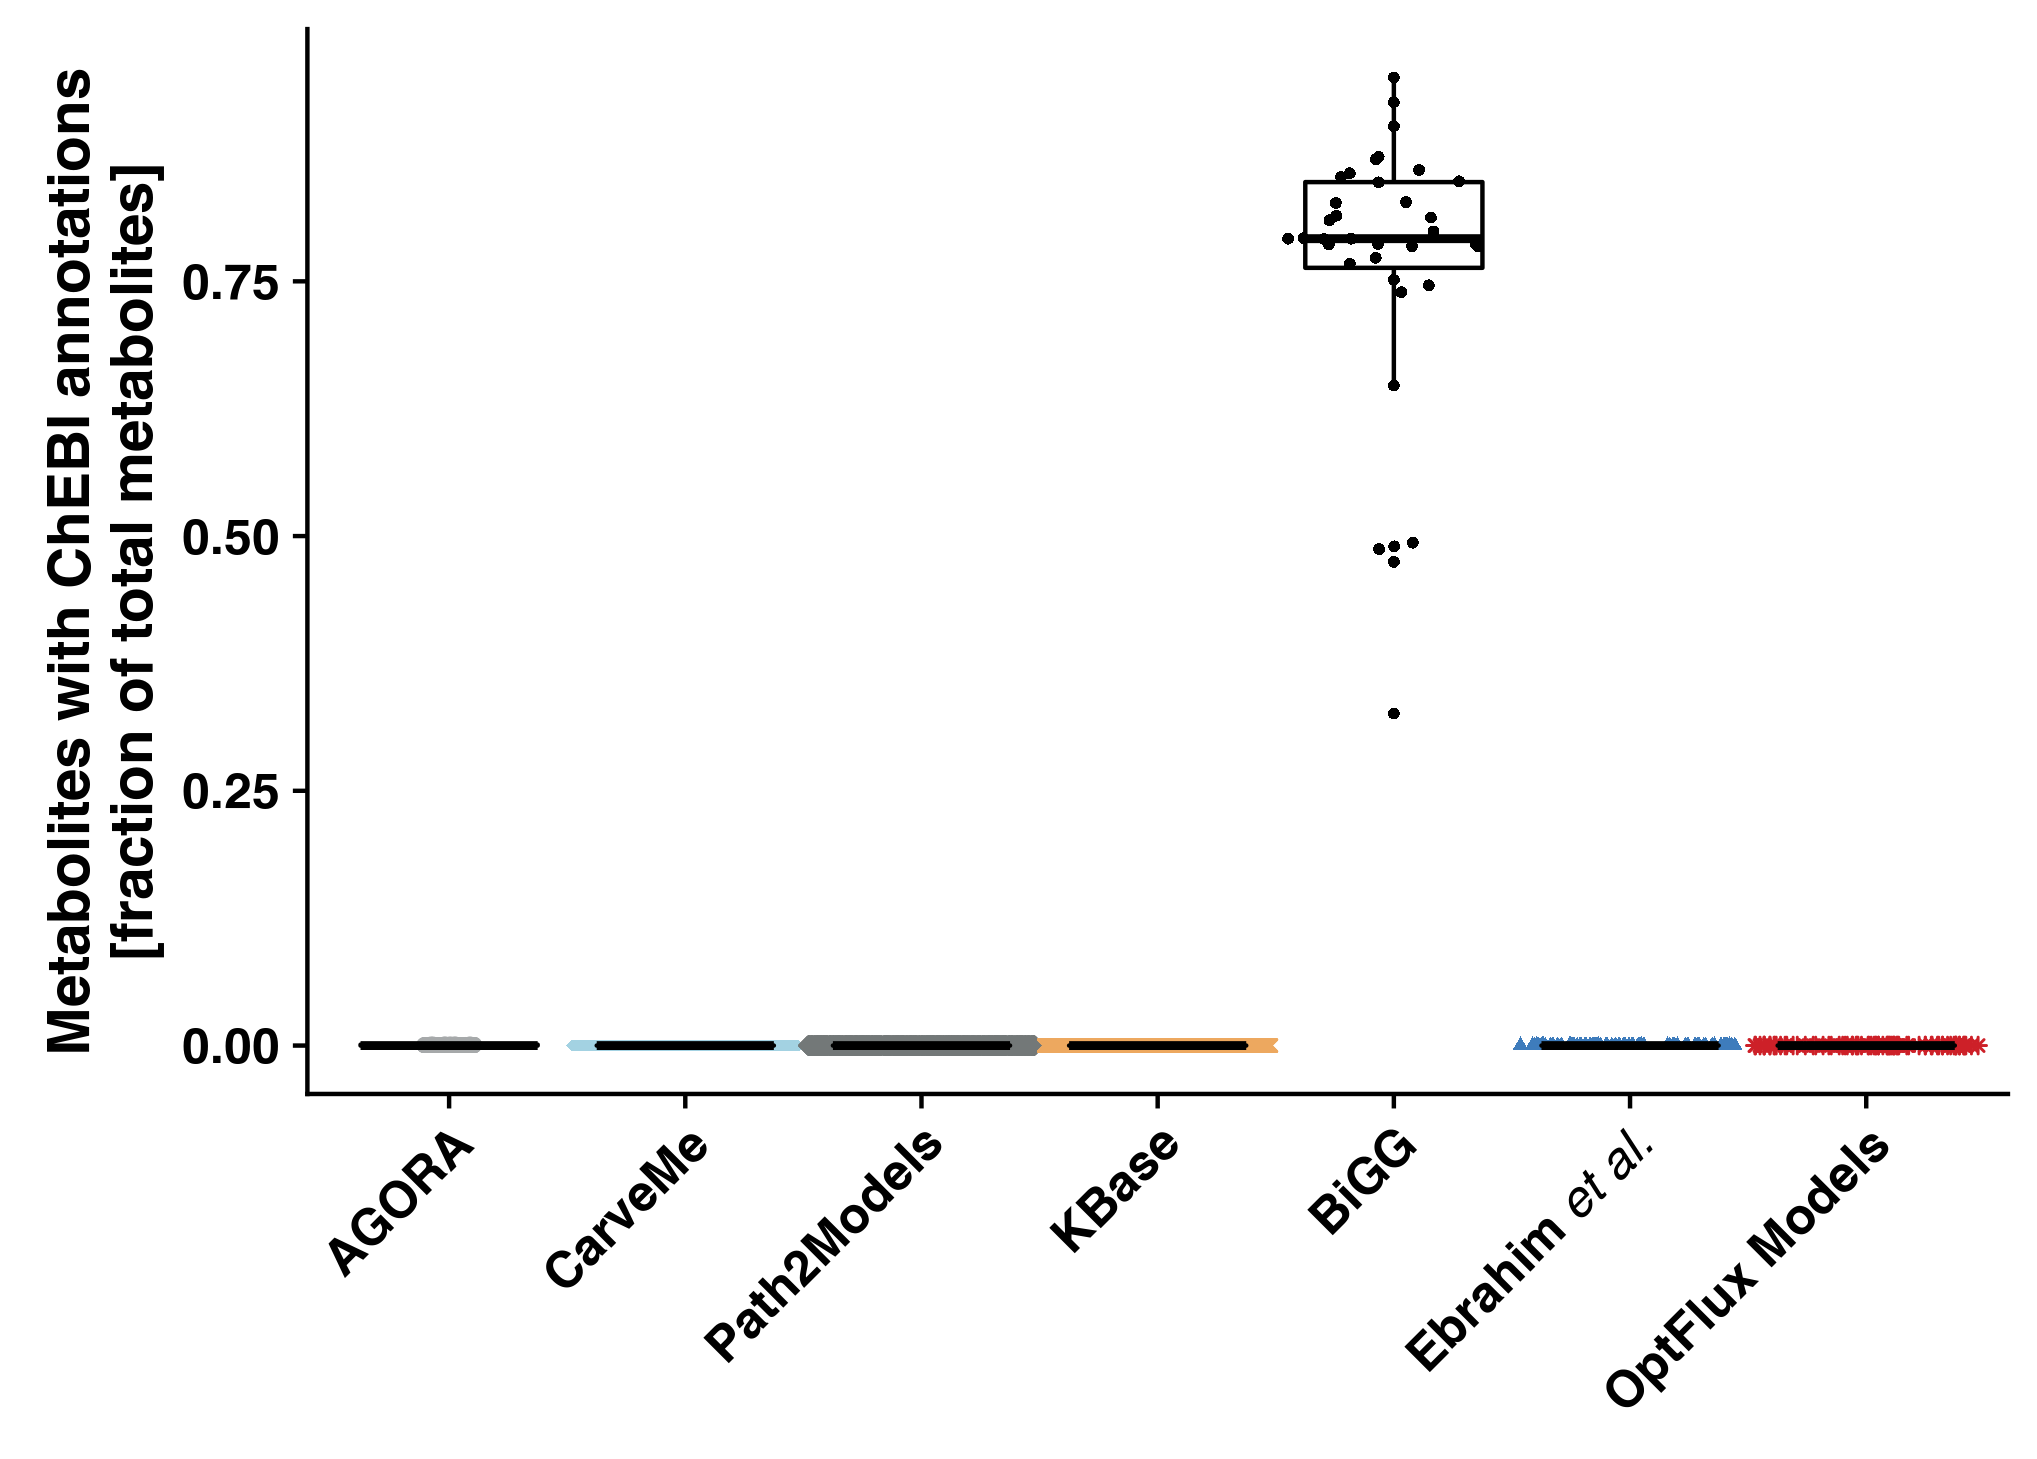 Metabolites with ChEBI annotations
[fraction of total metabolites]
0.75
0.50
0.25
0.00
AGORA
CarveMe
Path2Models
KBase
BiGG
Ebrahim et al.
OptFlux Models